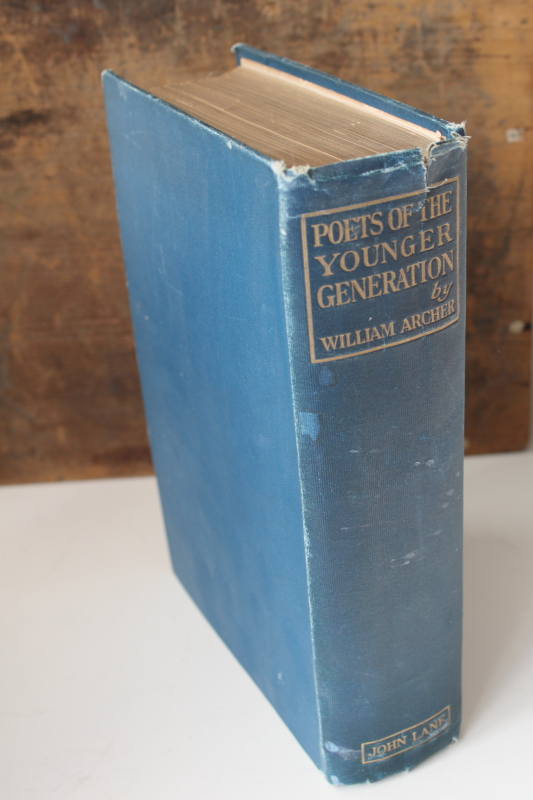 POETS OF THE
YOUNGER
GENERATION
by
WILLIAM ARCHER
JOHN LANE